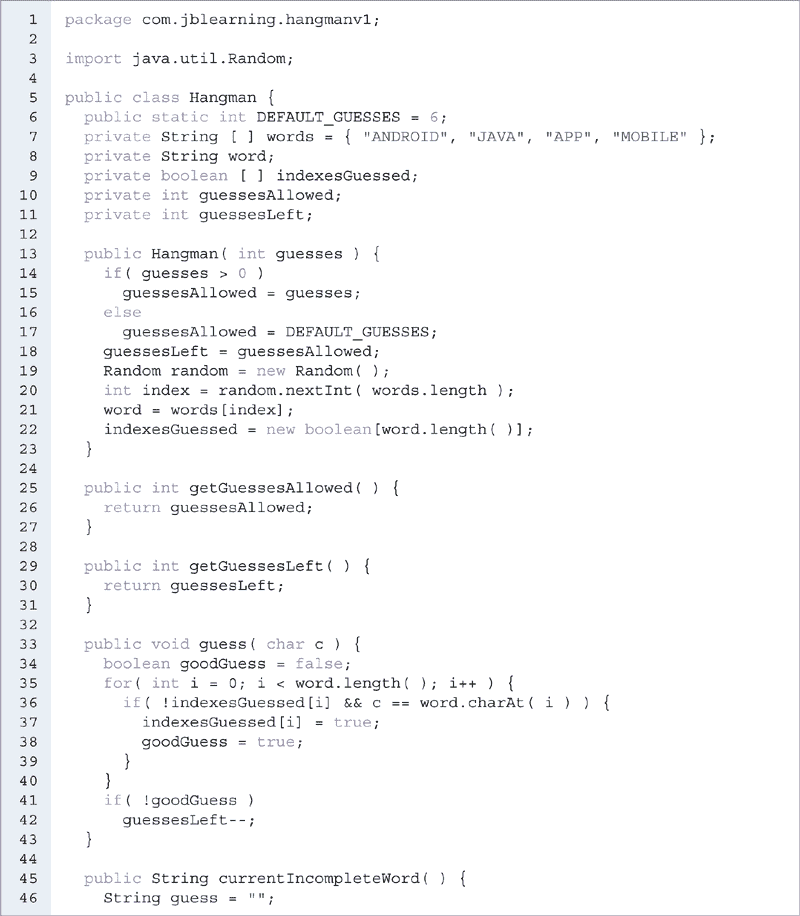 1 package com.jblearning.hangmanv1;
2
3 import java.util.Random;
4
5 public class Hangman {
6   public static int DEFAULT_GUESSES = 6;
7   private String [ ] words = { "ANDROID", "JAVA", "APP", "MOBILE" };
8   private String word;
9   private boolean [ ] indexesGuessed;
10   private int guessesAllowed;
11   private int guessesLeft;
12
13   public Hangman( int guesses ) {
14     if( guesses > 0 )
15       guessesAllowed = guesses;
16     else
17       guessesAllowed = DEFAULT_GUESSES;
18     guessesLeft = guessesAllowed;
19     Random random = new Random( );
20     int index = random.nextInt( words.length );
21     word = words[index];
22     indexesGuessed = new boolean[word.length( )];
23   }
24
25   public int getGuessesAllowed( ) {
26     return guessesAllowed;
27   }
28
29   public int getGuessesLeft( ) {
30     return guessesLeft;
31   }
32
33   public void guess( char c ) {
34     boolean goodGuess = false;
35     for( int i = 0; i < word.length( ); i++ ) {
36       if( !indexesGuessed[i] && c == word.charAt( i ) ) {
37         indexesGuessed[i] = true;
38         goodGuess = true;
39       }
40     }
41     if( !goodGuess )
42       guessesLeft--;
43   }
44
45   public String currentIncompleteWord( ) {
46     String guess = "";